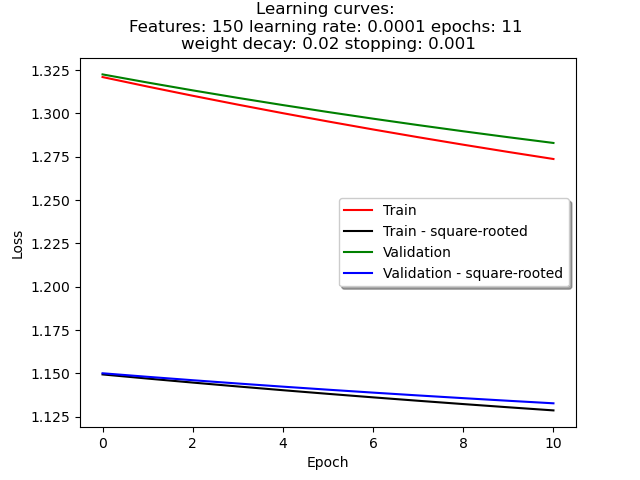 Learning curves:
Features: 150 learning rate: 0.0001 epochs: 11
weight decay: 0.02 stopping: 0.001
1.325
1.300
1.275
1.250
1.225
1.200
1.175
1.150
1.125
Loss
Train
Train - square-rooted
Validation
Validation - square-rooted
0 2 4 6 8 10
Epoch